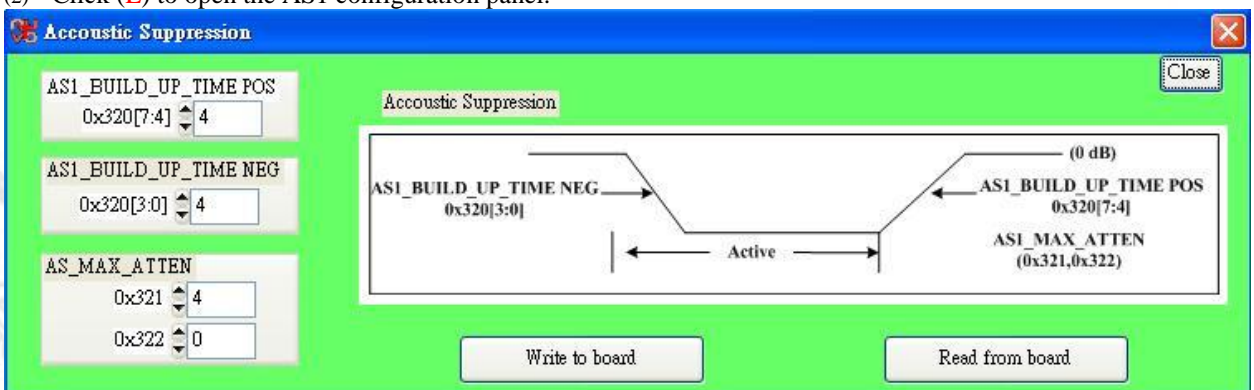 (2) Click (E) to open the AS1 configuration panel.
Accoustic Suppression
Close
AS1_BUILD_UP_TIME POS
0x320[7:4] 4
AS1_BUILD_UP_TIME NEG
0x320[3:0] 4
AS_MAX_ATTEN
0x321 4
0x322 0
Accoustic Suppression
(0 dB)
AS1_BUILD_UP_TIME NEG
0x320[3:0]
AS1_BUILD_UP_TIME POS
0x320[7:4]
Active
AS1_MAX_ATTEN
(0x321,0x322)
Write to board
Read from board